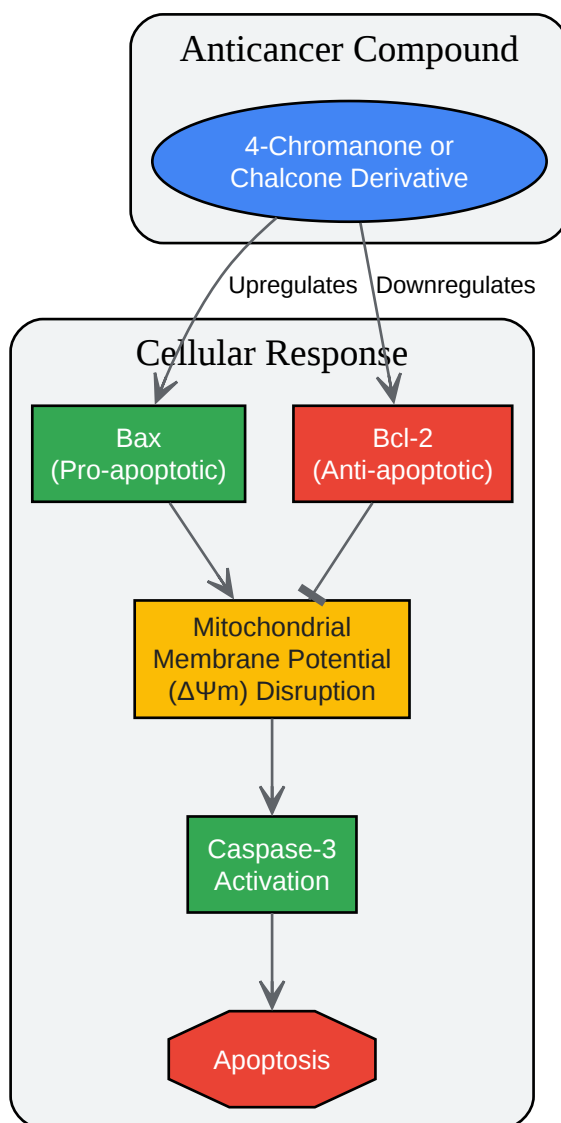 Anticancer Compound
4-Chromanone or
Chalcone Derivative
Upregulates
Downregulates
Cellular Response
Bax
(Pro-apoptotic)
Bcl-2
(Anti-apoptotic)
Mitochondrial
Membrane Potential
(ΔΨm) Disruption
Caspase-3
Activation
Apoptosis